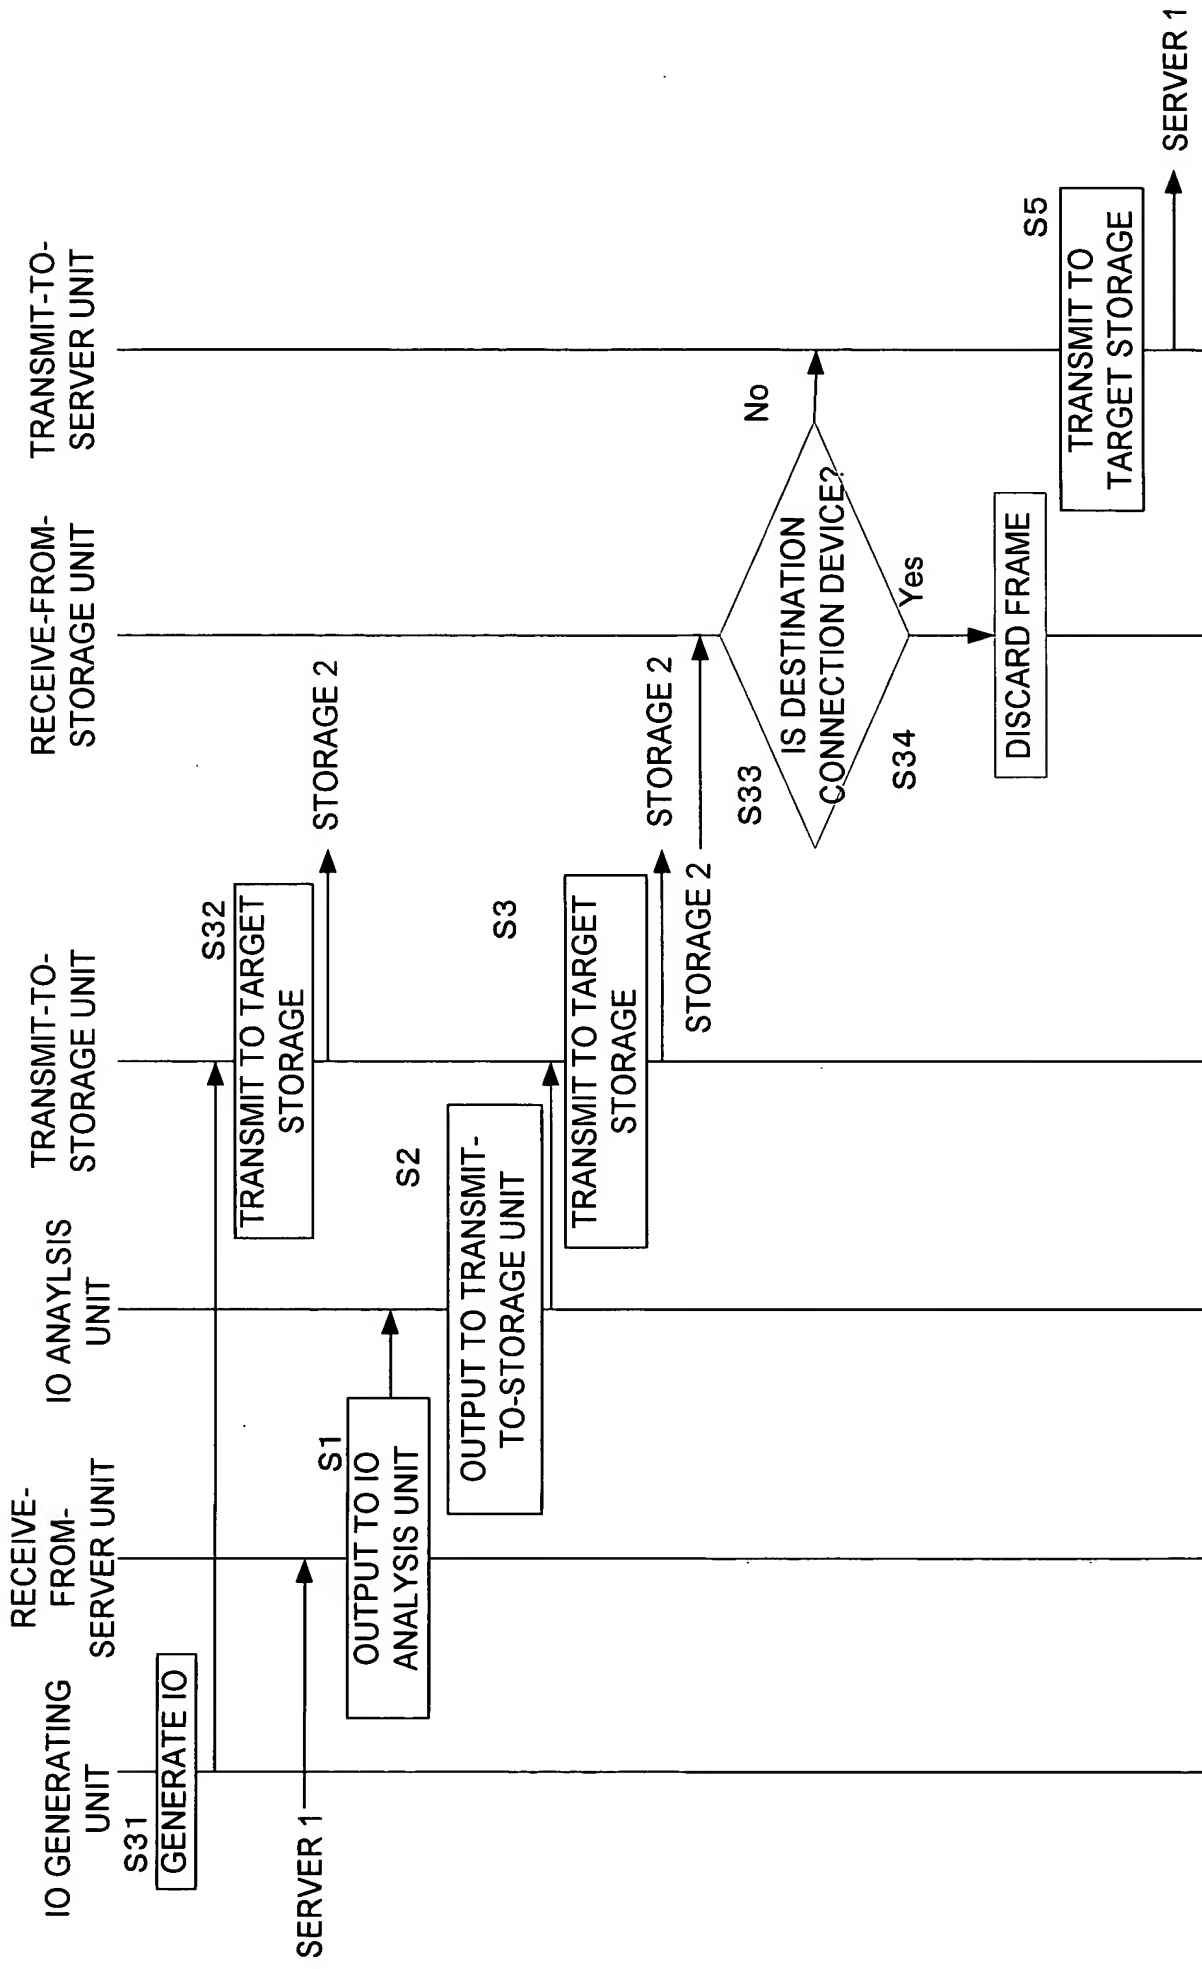 IO GENERATING
UNIT
RECEIVE-
FROM-
SERVER UNIT
IO ANAYLSIS
UNIT
TRANSMIT-TO-
STORAGE UNIT
RECEIVE-FROM-
STORAGE UNIT
TRANSMIT-TO-
SERVER UNIT
S31
GENERATE IO
S32
TRANSMIT TO TARGET
STORAGE
STORAGE 2
SERVER 1
S1
OUTPUT TO IO
ANALYSIS UNIT
S2
OUTPUT TO TRANSMIT-
TO-STORAGE UNIT
S3
TRANSMIT TO TARGET
STORAGE
STORAGE 2
STORAGE 2
S33
IS DESTINATION
CONNECTION DEVICE?
No
Yes
S34
DISCARD FRAME
S5
TRANSMIT TO
TARGET STORAGE
SERVER 1